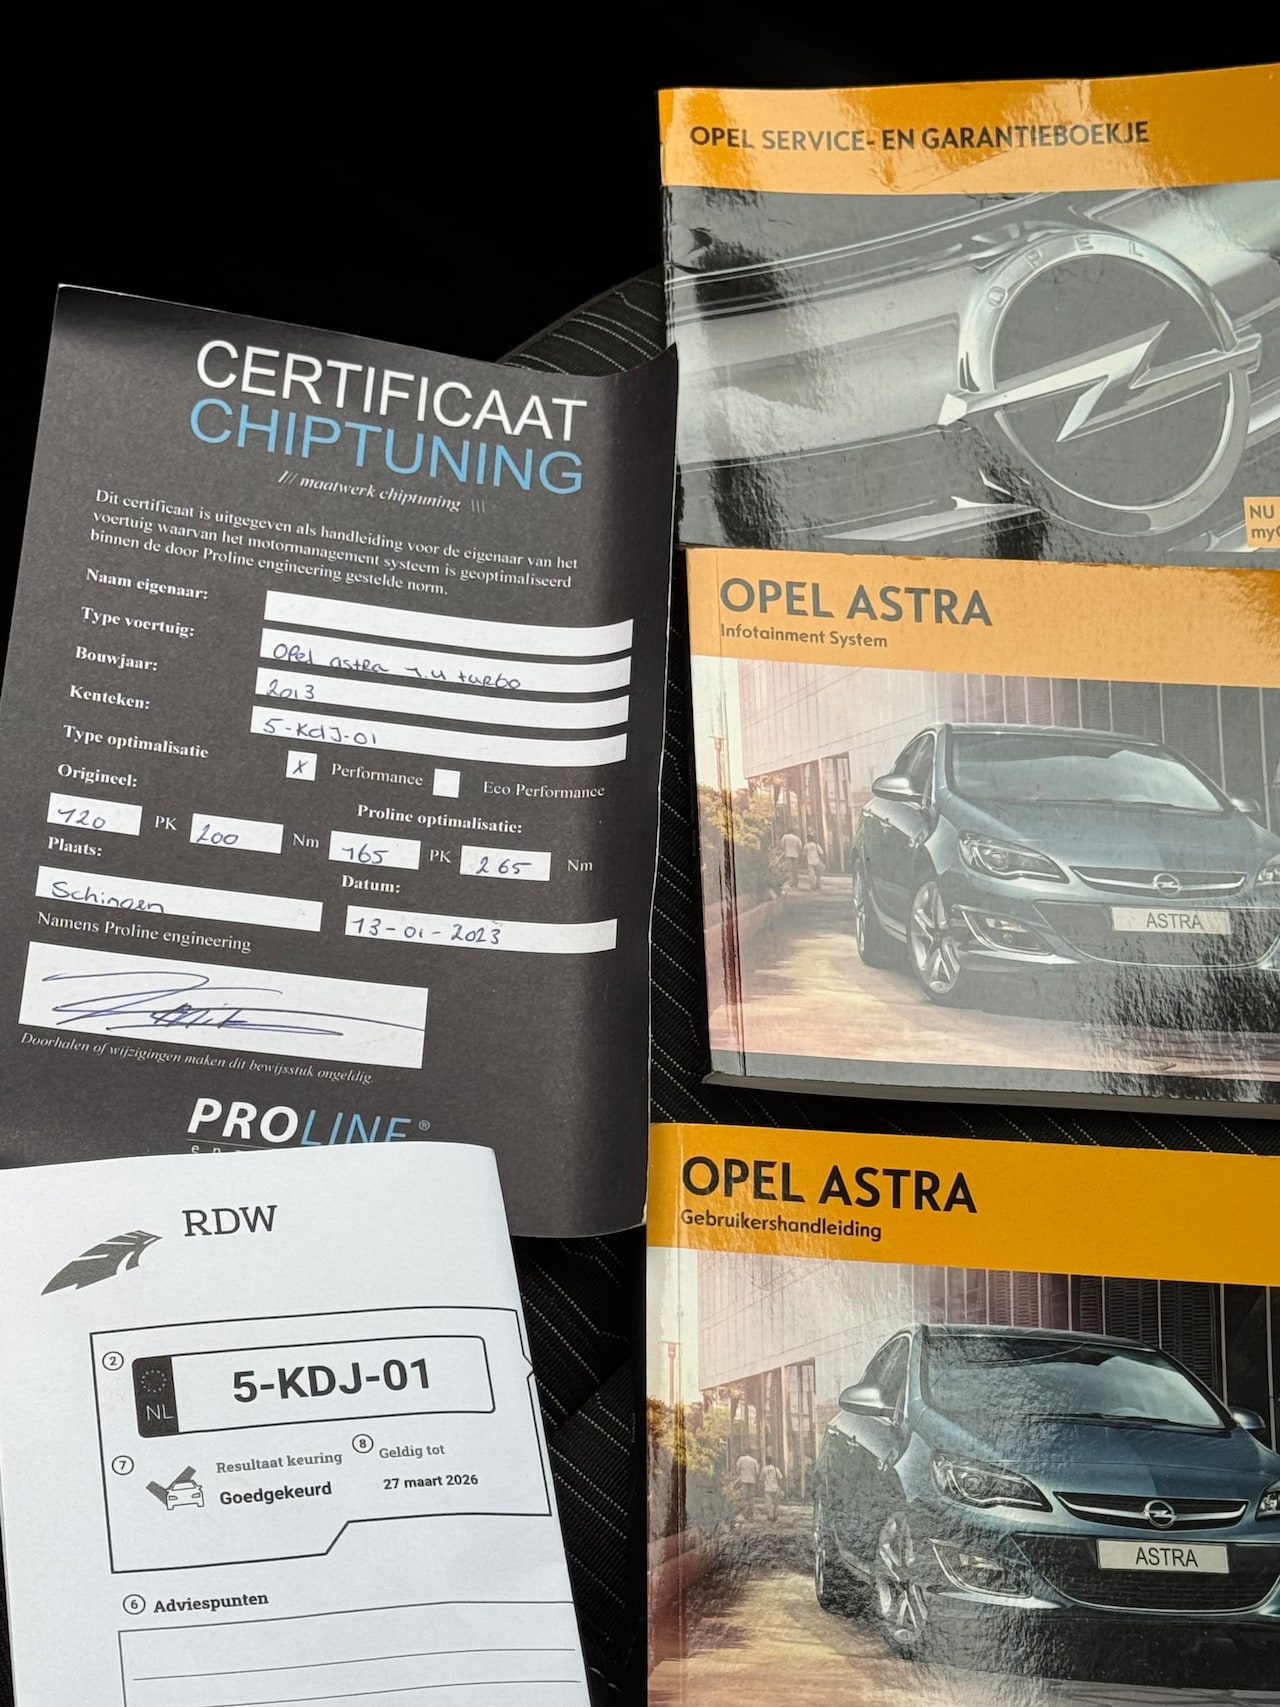 OPEL SERVICE- EN GARANTIEBOEKJE
OPEL
NU
CERTIFICAAT
CHIPTUNING
/// maatwerk chiptuning \\\
Dit certificaat is uitgegeven als handleiding voor de eigenaar van het
voertuig waarvan het motormanagement systeem is geoptimaliseerd
binnen de door Proline engineering gestelde norm.
Naam eigenaar:
Type voertuig: Opel astra 1.4 turbo
Bouwjaar: 2013
Kenteken: 5-KdJ-01
Type optimalisatie X Performance Eco Performance
Origineel: Proline optimalisatie:
120 PK 200 Nm 165 PK 265 Nm
Plaats: Datum:
Schinnen 13-01-2023
Namens Proline engineering
Doorhalen of wijzigingen maken dit bewijsstuk ongeldig.
PROLINE®
OPEL ASTRA
Infotainment System
ASTRA
OPEL ASTRA
Gebruikershandleiding
ASTRA
RDW
2
NL 5-KDJ-01
7 Resultaat keuring 8 Geldig tot
Goedgekeurd 27 maart 2026
6 Adviespunten